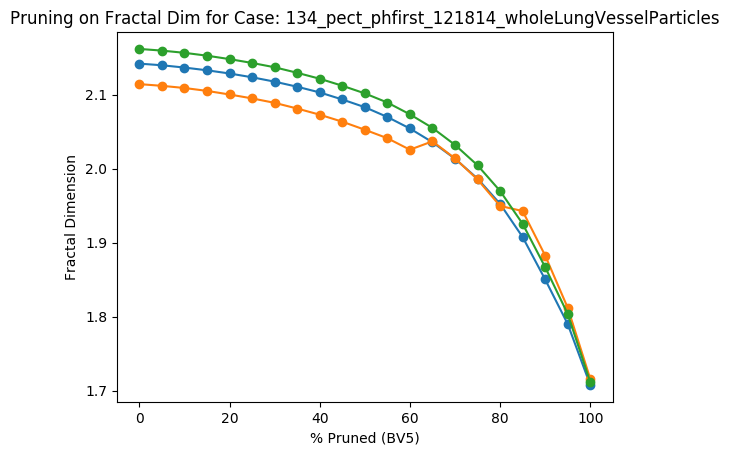 Pruning on Fractal Dim for Case: 134_pect_phfirst_121814_wholeLungVesselParticles
2.1
2.0
1.9
1.8
1.7
Fractal Dimension
0 20 40 60 80 100
% Pruned (BV5)